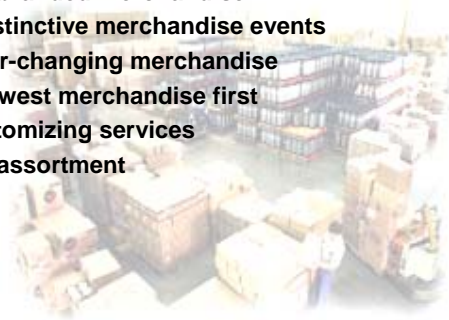 stinctive merchandise events
r-changing merchandise
west merchandise first
tomizing services
assortment